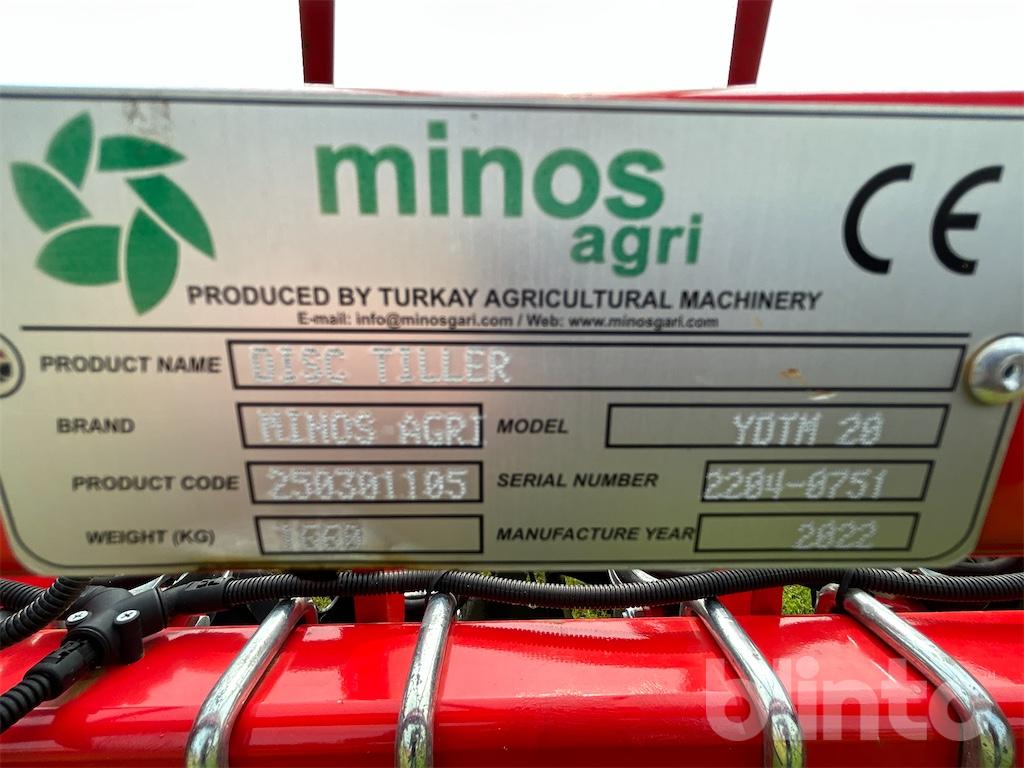 minos
agri
CE
PRODUCED BY TURKAY AGRICULTURAL MACHINERY
E-mail: info@minosgari.com / Web: www.minosgari.com
PRODUCT NAME DISC TILLER
BRAND MINOS AGRI MODEL YDTM 20
PRODUCT CODE 250301105 SERIAL NUMBER 2204-0751
WEIGHT (KG) MANUFACTURE YEAR 2022
blinto